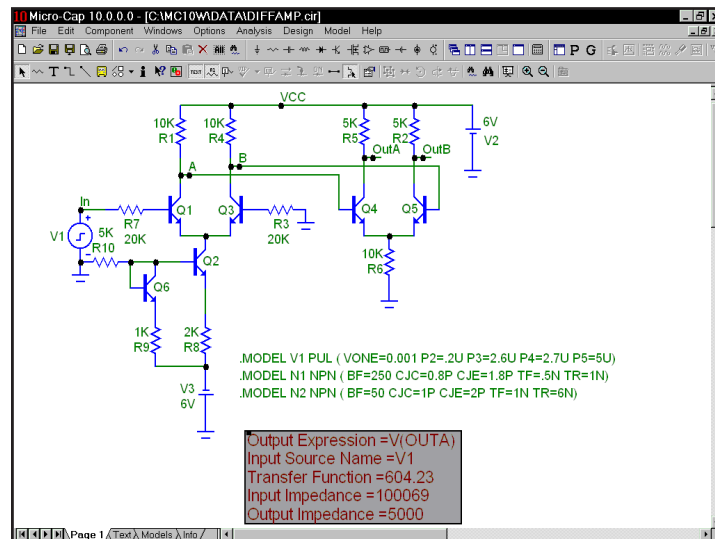 Micro-Cap 10.0.0.0 - [C:\MC10W\DATA\DIFFAMP.cir]
File Edit Component Windows Options Analysis Design Model Help
P G
T
VCC
10K
R1
10K
R4
5K
R5
5K
R2
6V
V2
OutA
OutB
A
B
In
Q1
Q3
Q4
Q5
R7
20K
R3
20K
V1
5K
R10
Q2
10K
R6
Q6
1K
R9
2K
R8
.MODEL V1 PUL ( VONE=0.001 P2=.2U P3=2.6U P4=2.7U P5=5U)
.MODEL N1 NPN ( BF=250 CJC=0.8P CJE=1.8P TF=.5N TR=1N)
.MODEL N2 NPN ( BF=50 CJC=1P CJE=2P TF=1N TR=6N)
V3
6V
Output Expression =V(OUTA)
Input Source Name =V1
Transfer Function =604.23
Input Impedance =100069
Output Impedance =5000
Page 1 Text Models Info